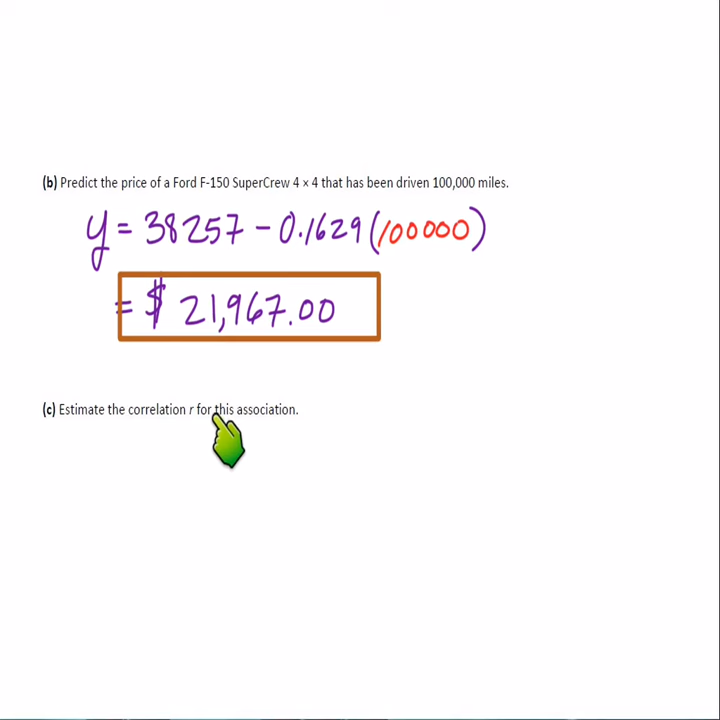 (b) Predict the price of a Ford F-150 SuperCrew 4 × 4 that has been driven 100,000 miles.
y = 38257 - 0.1629(100000)
= $ 21,967.00
(c) Estimate the correlation r for this association.